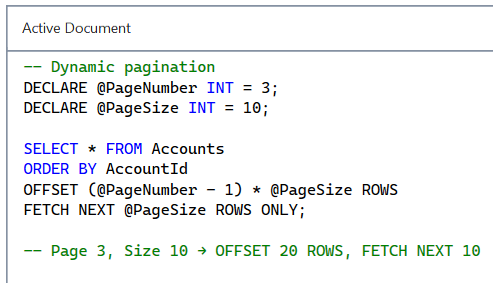 Active Document
-- Dynamic pagination
DECLARE @PageNumber INT = 3;
DECLARE @PageSize INT = 10;
SELECT * FROM Accounts
ORDER BY AccountId
OFFSET (@PageNumber - 1) * @PageSize ROWS
FETCH NEXT @PageSize ROWS ONLY;
-- Page 3, Size 10 → OFFSET 20 ROWS, FETCH NEXT 10